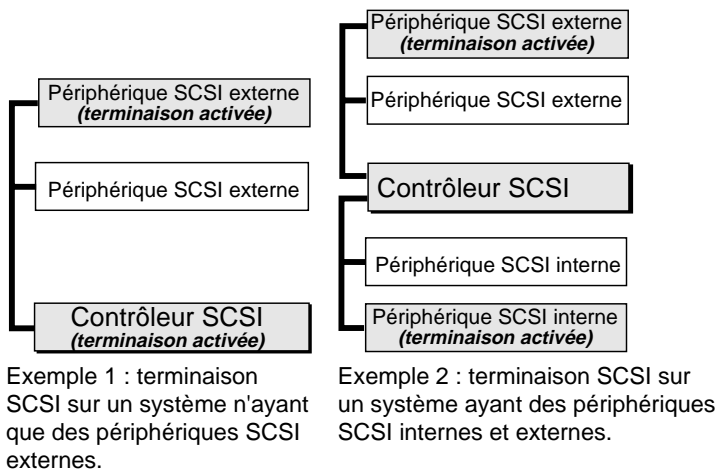 Périphérique SCSI externe
(terminaison activée)
Périphérique SCSI externe
Contrôleur SCSI
(terminaison activée)
Exemple 1 : terminaison
SCSI sur un système n'ayant
que des périphériques SCSI
externes.
Périphérique SCSI externe
(terminaison activée)
Périphérique SCSI externe
Contrôleur SCSI
Périphérique SCSI interne
Périphérique SCSI interne
(terminaison activée)
Exemple 2 : terminaison SCSI sur
un système ayant des périphériques
SCSI internes et externes.